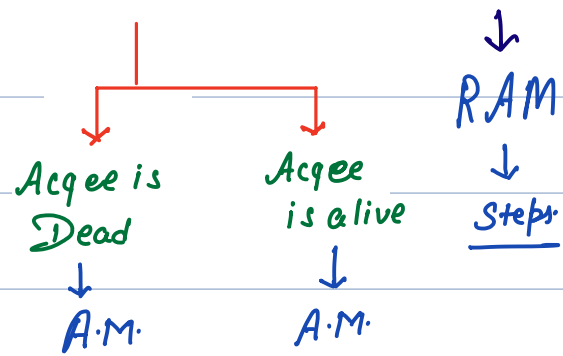 RAM
Acqee is
Dead
Acqee
is alive
Steps.
A.M.
A.M.